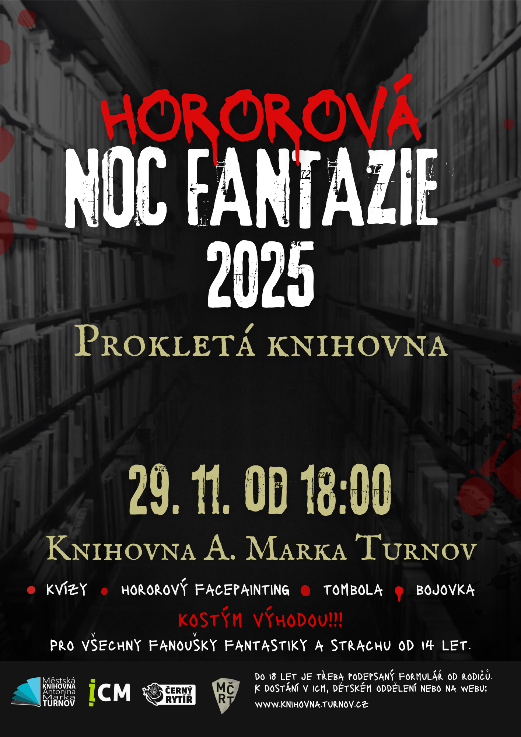 HOROROVÁ
NOC FANTAZIE
2025
PROKLETÁ KNIHOVNA
29. 11. OD 18:00
KNIHOVNA A. MARKA TURNOV
• KVÍZY • HOROROVÝ FACEPAINTING • TOMBOLA • BOJOVKA
KOSTÝM VÝHODOU!!!
PRO VŠECHNY FANOUŠKY FANTASTIKY A STRACHU OD 14 LET.
Městská
KNIHOVNA
Antonína
Marka
TURNOV
iCM
ČERNÝ
RYTÍŘ
MČ
RT
DO 18 LET JE TŘEBA PODEPSANÝ FORMULÁŘ OD RODIČŮ.
K DOSTÁNÍ V ICM, DĚTSKÉM ODDĚLENÍ NEBO NA WEBU:
WWW.KNIHOVNA.TURNOV.CZ